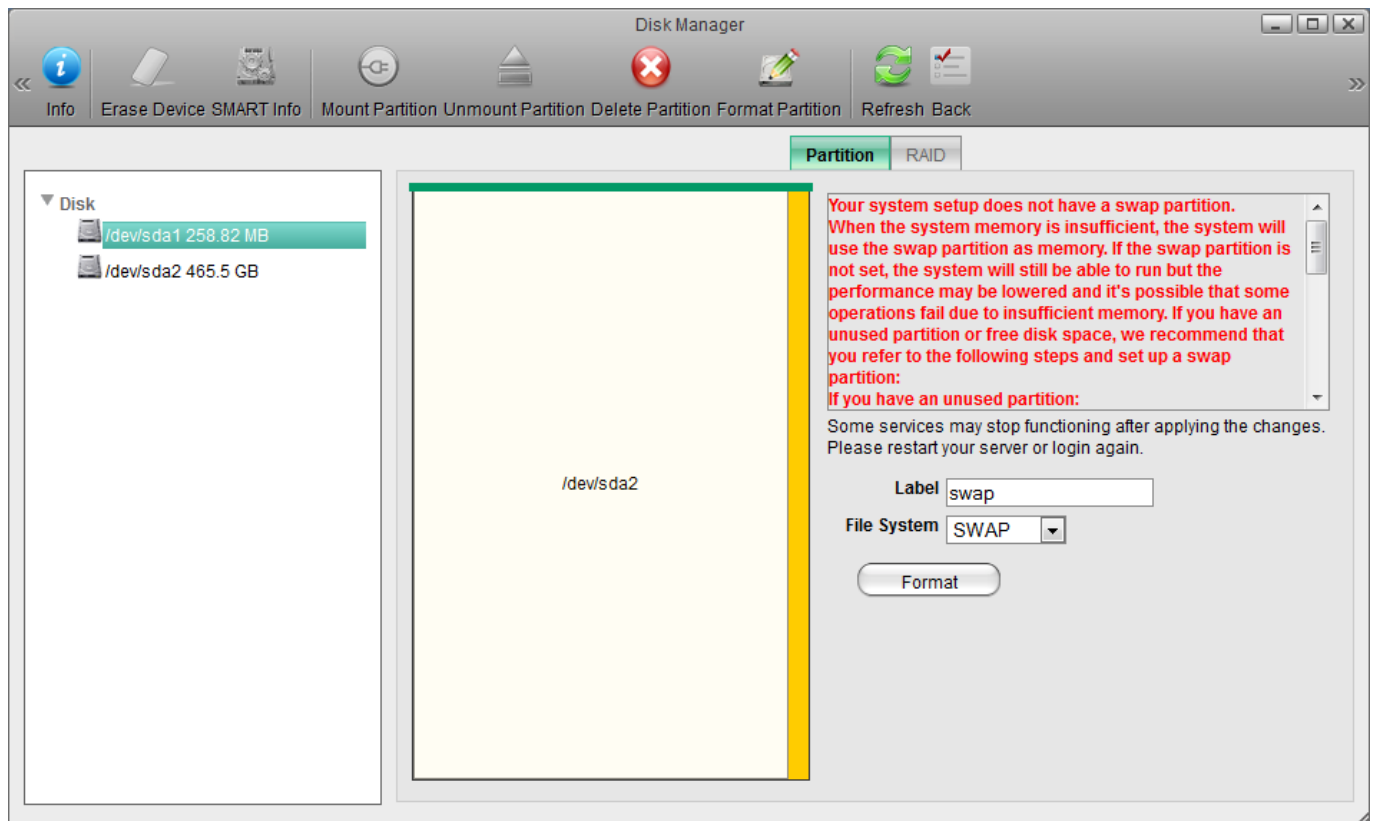 Disk Manager
Info Erase Device SMART Info Mount Partition Unmount Partition Delete Partition Format Partition Refresh Back
Partition RAID
Disk
/dev/sda1 258.82 MB
/dev/sda2 465.5 GB
/dev/sda2
Your system setup does not have a swap partition.
When the system memory is insufficient, the system will
use the swap partition as memory. If the swap partition is
not set, the system will still be able to run but the
performance may be lowered and it's possible that some
operations fail due to insufficient memory. If you have an
unused partition or free disk space, we recommend that
you refer to the following steps and set up a swap
partition:
If you have an unused partition:
Some services may stop functioning after applying the changes.
Please restart your server or login again.
Label swap
File System SWAP
Format